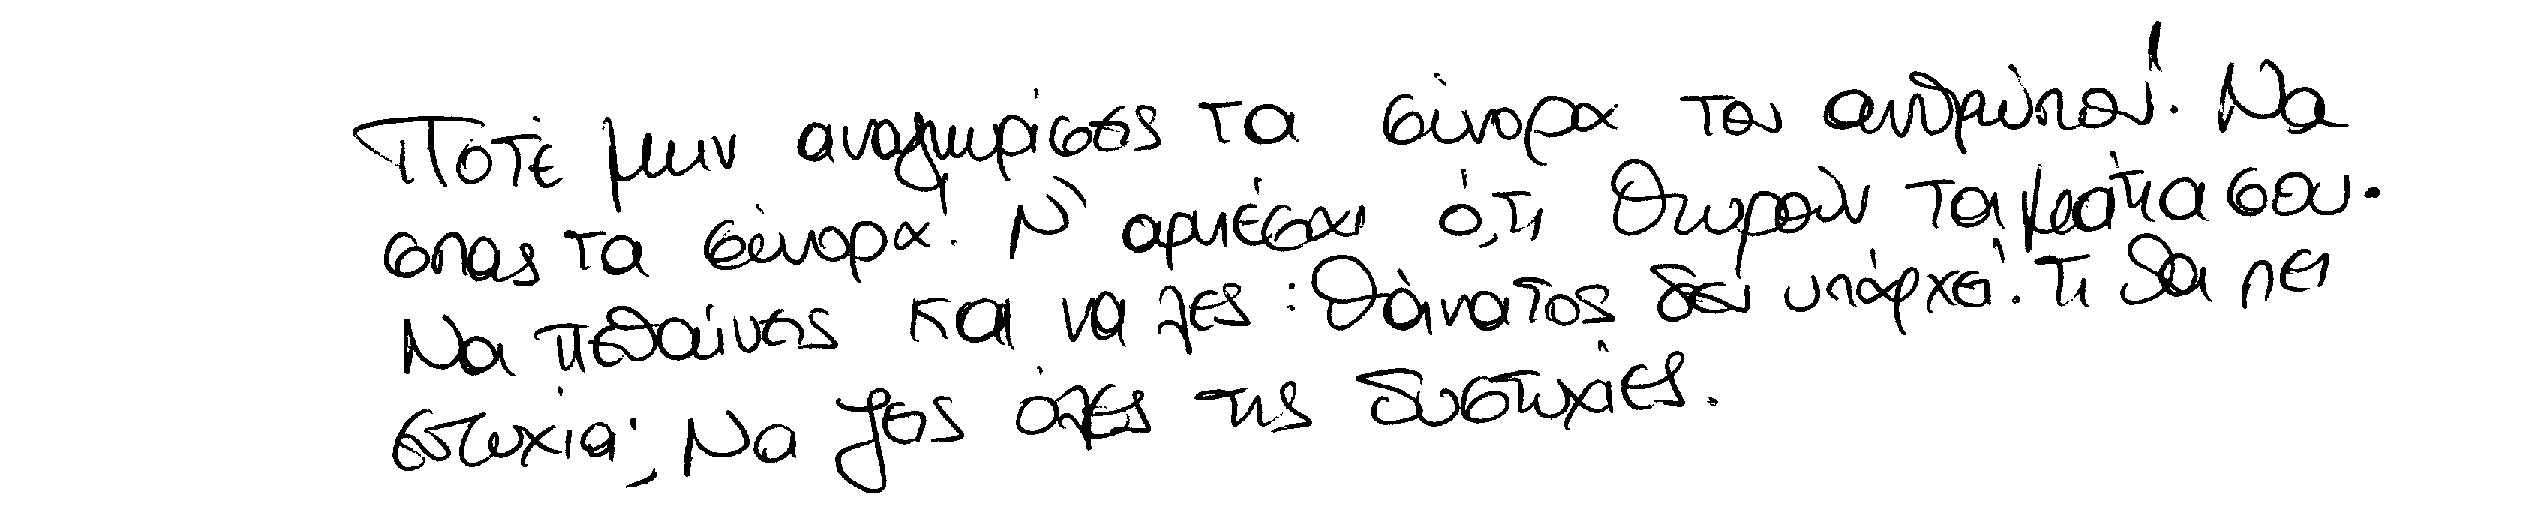 Ποτέ μην αναγνωρίσεις τα σύνορα του ανθρώπου! Να
σπας τα σύνορα! Ν' αρνιέσαι ό,τι θωρούν τα μάτια σου.
Να πεθαίνεις και να λες: Θάνατος δεν υπάρχει. Τι θα πει
ευτυχία; Να ζεις όλες τις δυστυχίες.